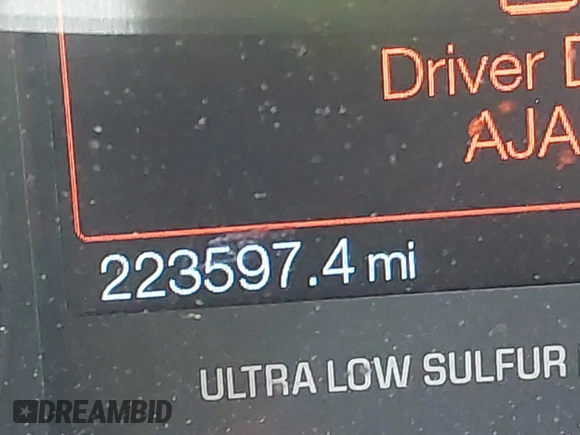 Driver
AJA
223597.4 mi
ULTRA LOW SULFUR
DREAMBID